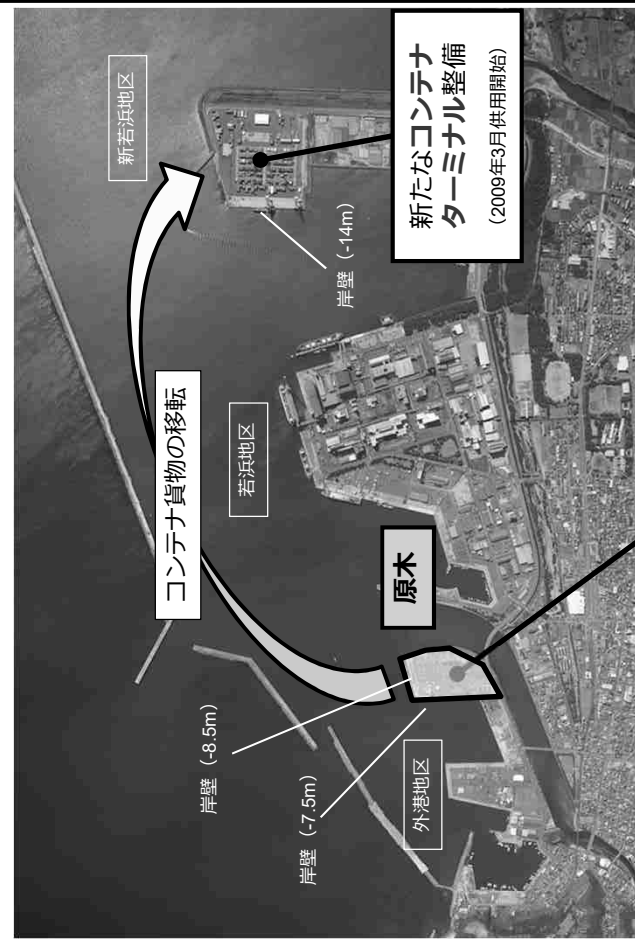 新若浜地区
岸壁（-14m）
新たなコンテナ
ターミナル整備
（2009年3月供用開始）
コンテナ貨物の移転
若浜地区
原木
岸壁（-8.5m）
岸壁（-7.5m）
外港地区